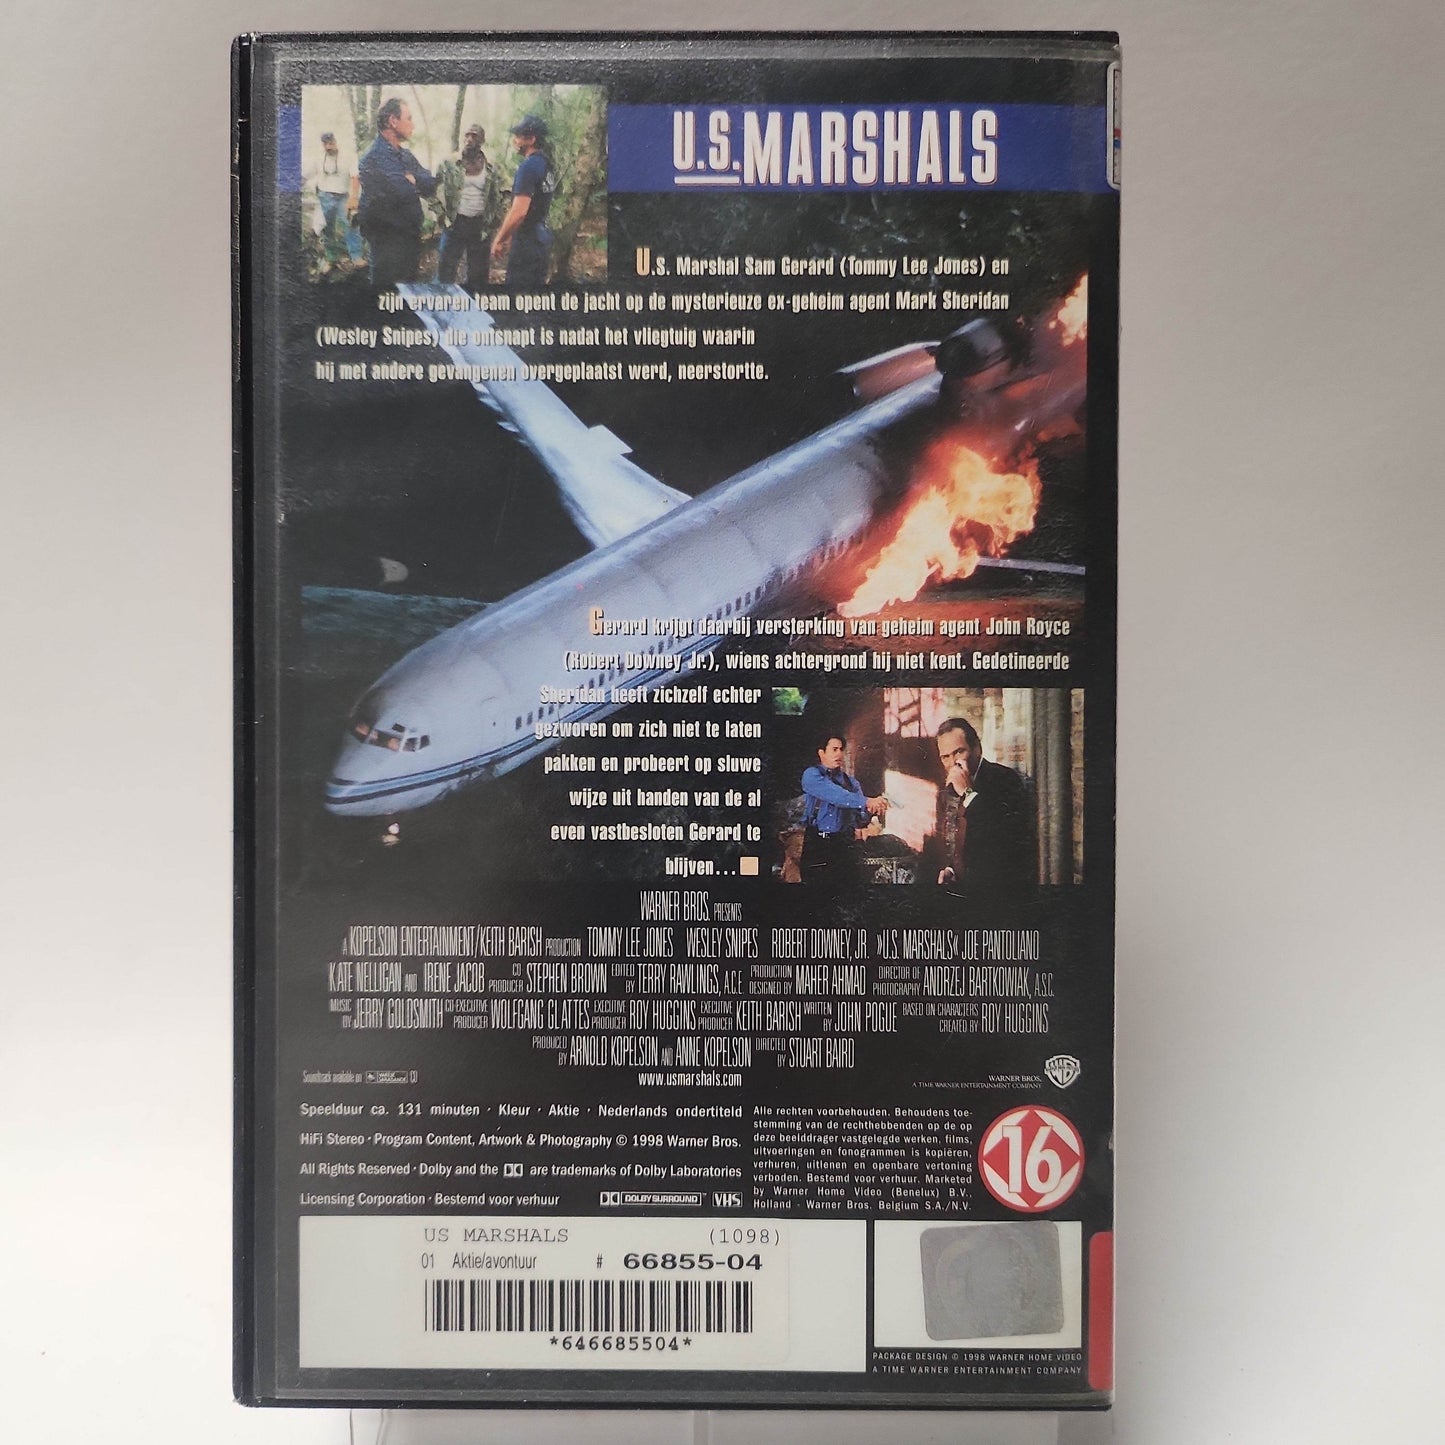 U.S. MARSHALS
U.S. Marshal Sam Gerard (Tommy Lee Jones) en
zijn ervaren team opent de jacht op de mysterieuze ex-geheim agent Mark Sheridan
(Wesley Snipes) die ontsnapt is nadat het vliegtuig waarin
hij met andere gevangenen overgeplaatst werd, neerstortte.
Gerard krijgt daarbij versterking van geheim agent John Royce
(Robert Downey Jr.), wiens achtergrond hij niet kent. Gedetineerde
Sheridan heeft zichzelf echter
gezworen om zich niet te laten
pakken en probeert op sluwe
wijze uit handen van de al
even vastbesloten Gerard te
blijven...
WARNER BROS. PRESENTS
A KOPELSON ENTERTAINMENT/KEITH BARISH PRODUCTION TOMMY LEE JONES WESLEY SNIPES ROBERT DOWNEY, JR. »U.S. MARSHALS« JOE PANTOLIANO
KATE NELLIGAN AND IRENE JACOB CO PRODUCER STEPHEN BROWN EDITED BY TERRY RAWLINGS, A.C.E. PRODUCTION DESIGNED BY MAHER AHMAD DIRECTOR OF PHOTOGRAPHY ANDRZEJ BARTKOWIAK, A.S.C.
MUSIC BY JERRY GOLDSMITH CO-EXECUTIVE PRODUCER WOLFGANG GLATTES EXECUTIVE PRODUCER ROY HUGGINS EXECUTIVE PRODUCER KEITH BARISH WRITTEN BY JOHN POGUE BASED ON CHARACTERS CREATED BY ROY HUGGINS
PRODUCED BY ARNOLD KOPELSON AND ANNE KOPELSON DIRECTED BY STUART BAIRD
Soundtrack available on CD
www.usmarshals.com
WARNER BROS.
A TIME WARNER ENTERTAINMENT COMPANY
WB
Speelduur ca. 131 minuten · Kleur · Aktie · Nederlands ondertiteld
HiFi Stereo · Program Content, Artwork & Photography © 1998 Warner Bros.
All Rights Reserved · Dolby and the are trademarks of Dolby Laboratories
Licensing Corporation · Bestemd voor verhuur
DOLBY SURROUND ™ VHS
Alle rechten voorbehouden. Behoudens toe-
stemming van de rechthebbenden op de op
deze beelddrager vastgelegde werken, films,
uitvoeringen en fonogrammen is kopiëren,
verhuren, uitlenen en openbare vertoning
verboden. Bestemd voor verhuur. Marketed
by Warner Home Video (Benelux) B.V.,
Holland - Warner Bros. Belgium S.A./N.V.
16
US MARSHALS (1098)
01 Aktie/avontuur # 66855-04
*646685504*
PACKAGE DESIGN © 1998 WARNER HOME VIDEO
A TIME WARNER ENTERTAINMENT COMPANY